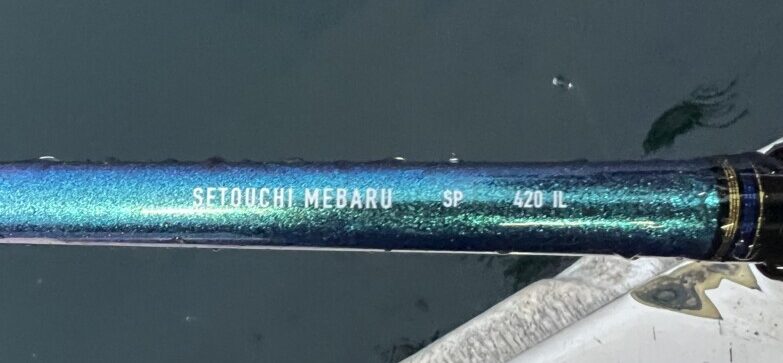 SETOUCHI MEBARU SP 420 IL